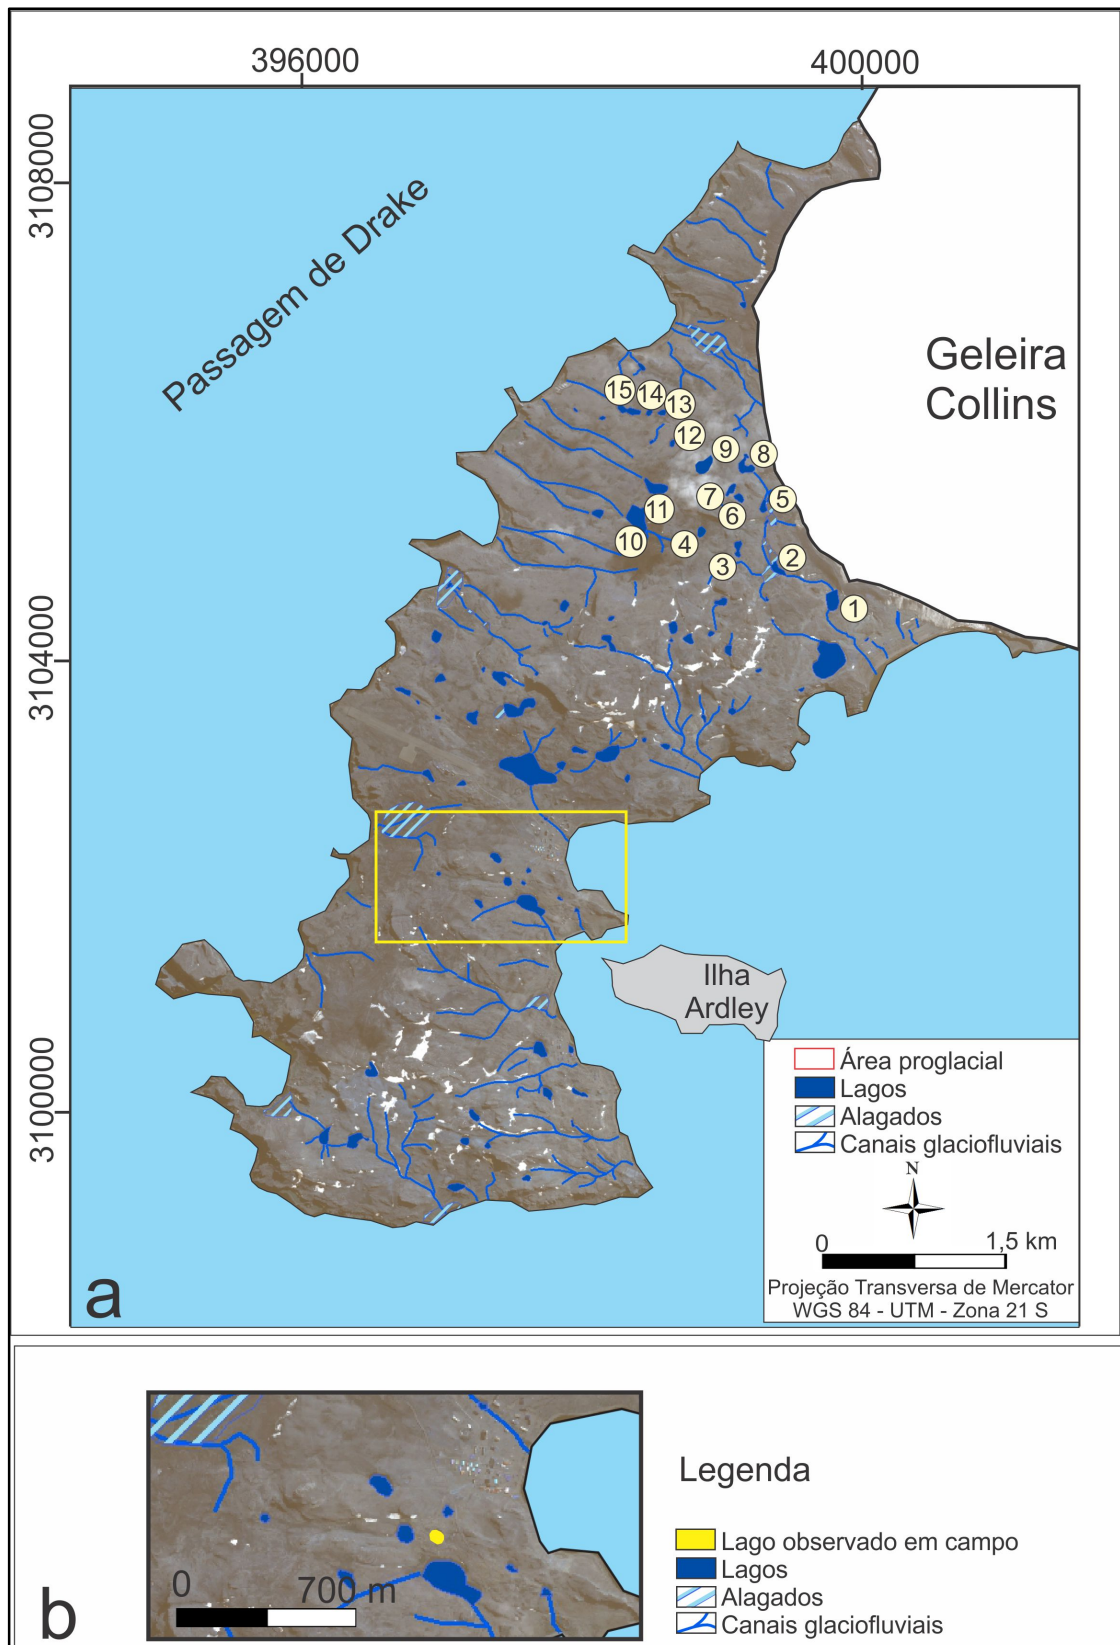 396000
400000
3108000
3104000
3100000
Passagem de Drake
Geleira
Collins
15
14
13
12
9
8
7
6
5
11
10
4
3
2
1
Ilha
Ardley
Área proglacial
Lagos
Alagados
Canais glaciofluviais
N
0
1,5 km
Projeção Transversa de Mercator
WGS 84 - UTM - Zona 21 S
a
0
700 m
b
Legenda
Lago observado em campo
Lagos
Alagados
Canais glaciofluviais